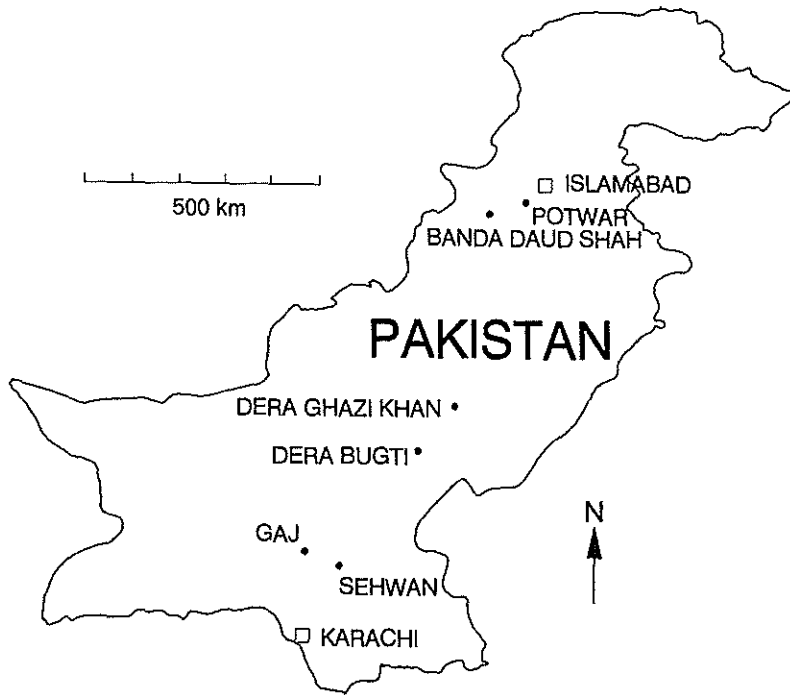 ISLAMABAD
500 km
POTWAR
BANDA DAUD SHAH
PAKISTAN
DERA GHAZI KHAN
DERA BUGTI
N
GAJ
SEHWAN
KARACHI